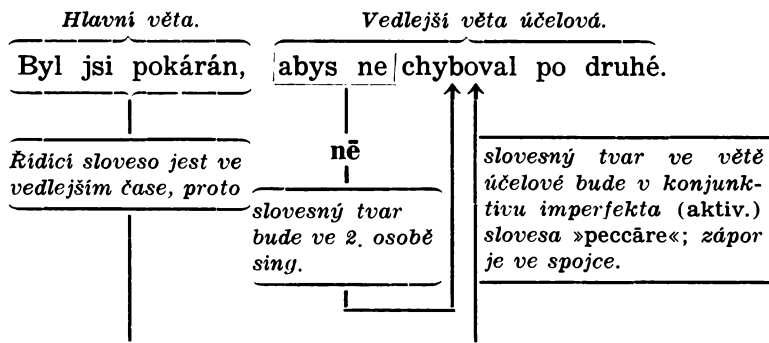 Hlavní věta.
Vedlejší věta účelová.
Byl jsi pokárán, abys ne chyboval po druhé.
Řídící sloveso jest ve
vedlejším čase, proto
nē
slovesný tvar
bude ve 2. osobě
sing.
slovesný tvar ve větě
účelové bude v konjunk-
tivu imperfekta (aktiv.)
slovesa »peccāre«; zápor
je ve spojce.